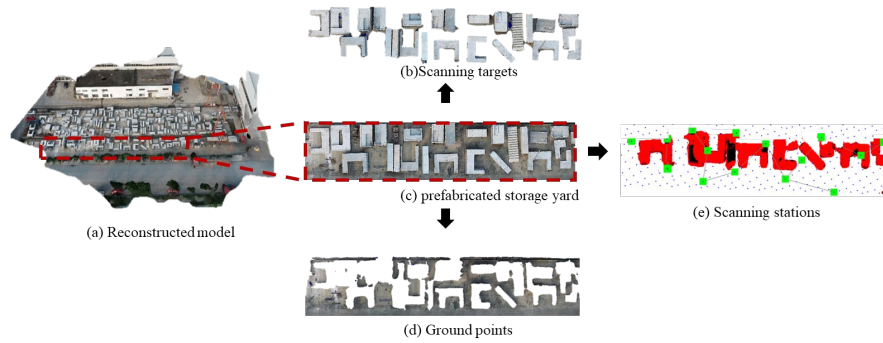 (b)Scanning targets
(c) prefabricated storage yard
(a) Reconstructed model
(e) Scanning stations
(d) Ground points